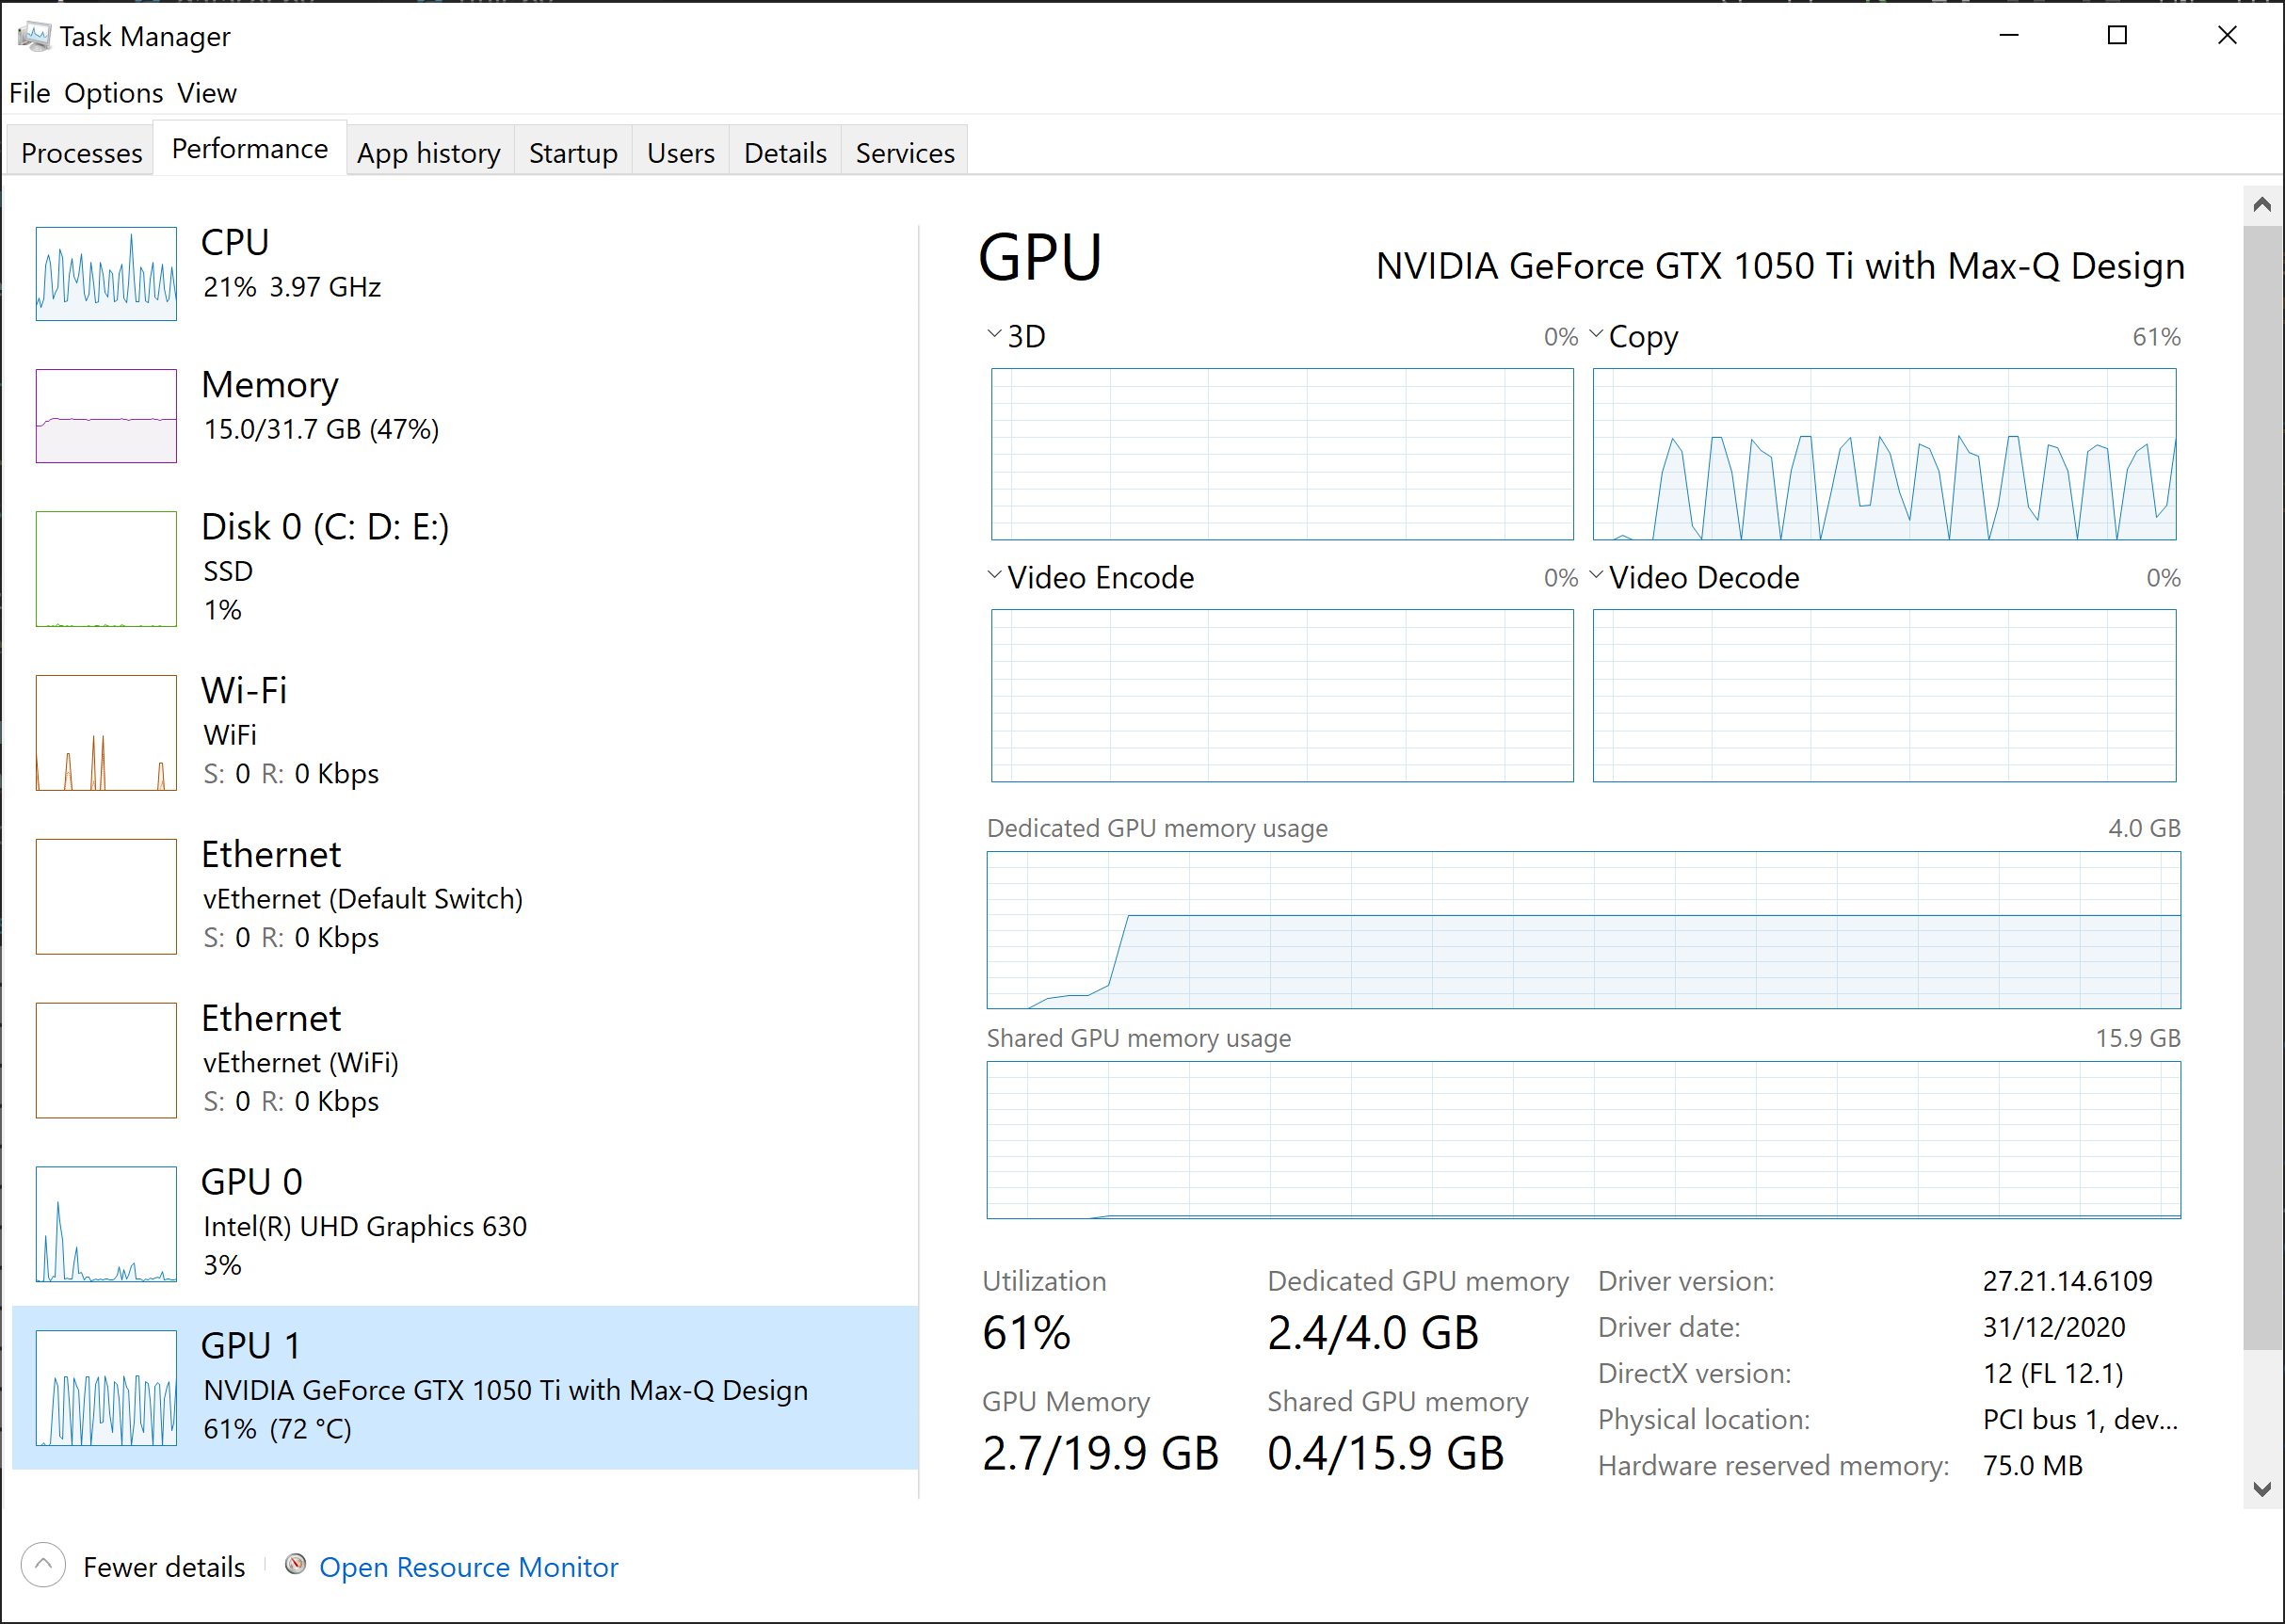 Task Manager
File Options View
Processes Performance App history Startup Users Details Services
CPU
21% 3.97 GHz
Memory
15.0/31.7 GB (47%)
Disk 0 (C: D: E:)
SSD
1%
Wi-Fi
WiFi
S: 0 R: 0 Kbps
Ethernet
vEthernet (Default Switch)
S: 0 R: 0 Kbps
Ethernet
vEthernet (WiFi)
S: 0 R: 0 Kbps
GPU 0
Intel(R) UHD Graphics 630
3%
GPU 1
NVIDIA GeForce GTX 1050 Ti with Max-Q Design
61% (72 °C)
GPU NVIDIA GeForce GTX 1050 Ti with Max-Q Design
3D 0% Copy 61%
Video Encode 0% Video Decode 0%
Dedicated GPU memory usage 4.0 GB
Shared GPU memory usage 15.9 GB
Utilization
61%
Dedicated GPU memory
2.4/4.0 GB
GPU Memory
2.7/19.9 GB
Shared GPU memory
0.4/15.9 GB
Driver version: 27.21.14.6109
Driver date: 31/12/2020
DirectX version: 12 (FL 12.1)
Physical location: PCI bus 1, dev...
Hardware reserved memory: 75.0 MB
Fewer details Open Resource Monitor